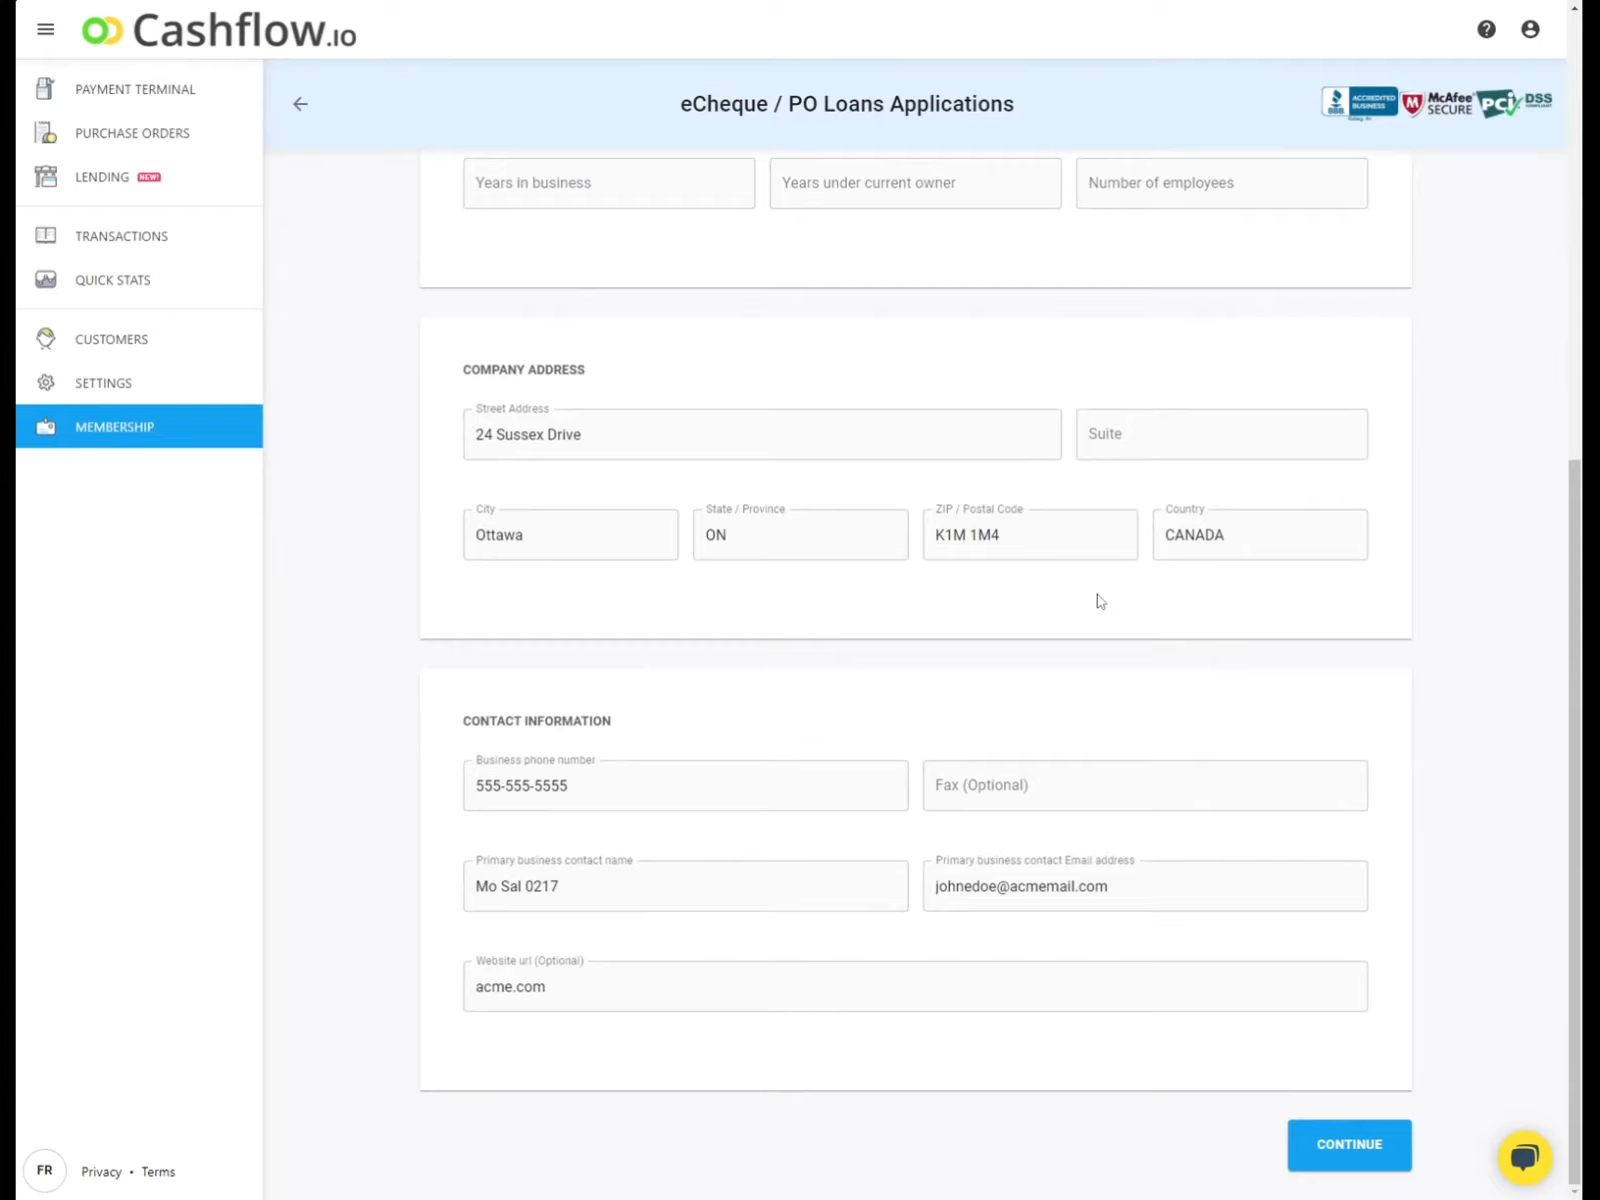 Cashflow.io
PAYMENT TERMINAL
PURCHASE ORDERS
LENDING NEW!
TRANSACTIONS
QUICK STATS
CUSTOMERS
SETTINGS
MEMBERSHIP
FR
Privacy • Terms
eCheque / PO Loans Applications
BBB ACCREDITED BUSINESS
McAfee SECURE
PCI DSS
Years in business
Years under current owner
Number of employees
COMPANY ADDRESS
Street Address
24 Sussex Drive
Suite
City
Ottawa
State / Province
ON
ZIP / Postal Code
K1M 1M4
Country
CANADA
CONTACT INFORMATION
Business phone number
555-555-5555
Fax (Optional)
Primary business contact name
Mo Sal 0217
Primary business contact Email address
johnedoe@acmemail.com
Website url (Optional)
acme.com
CONTINUE